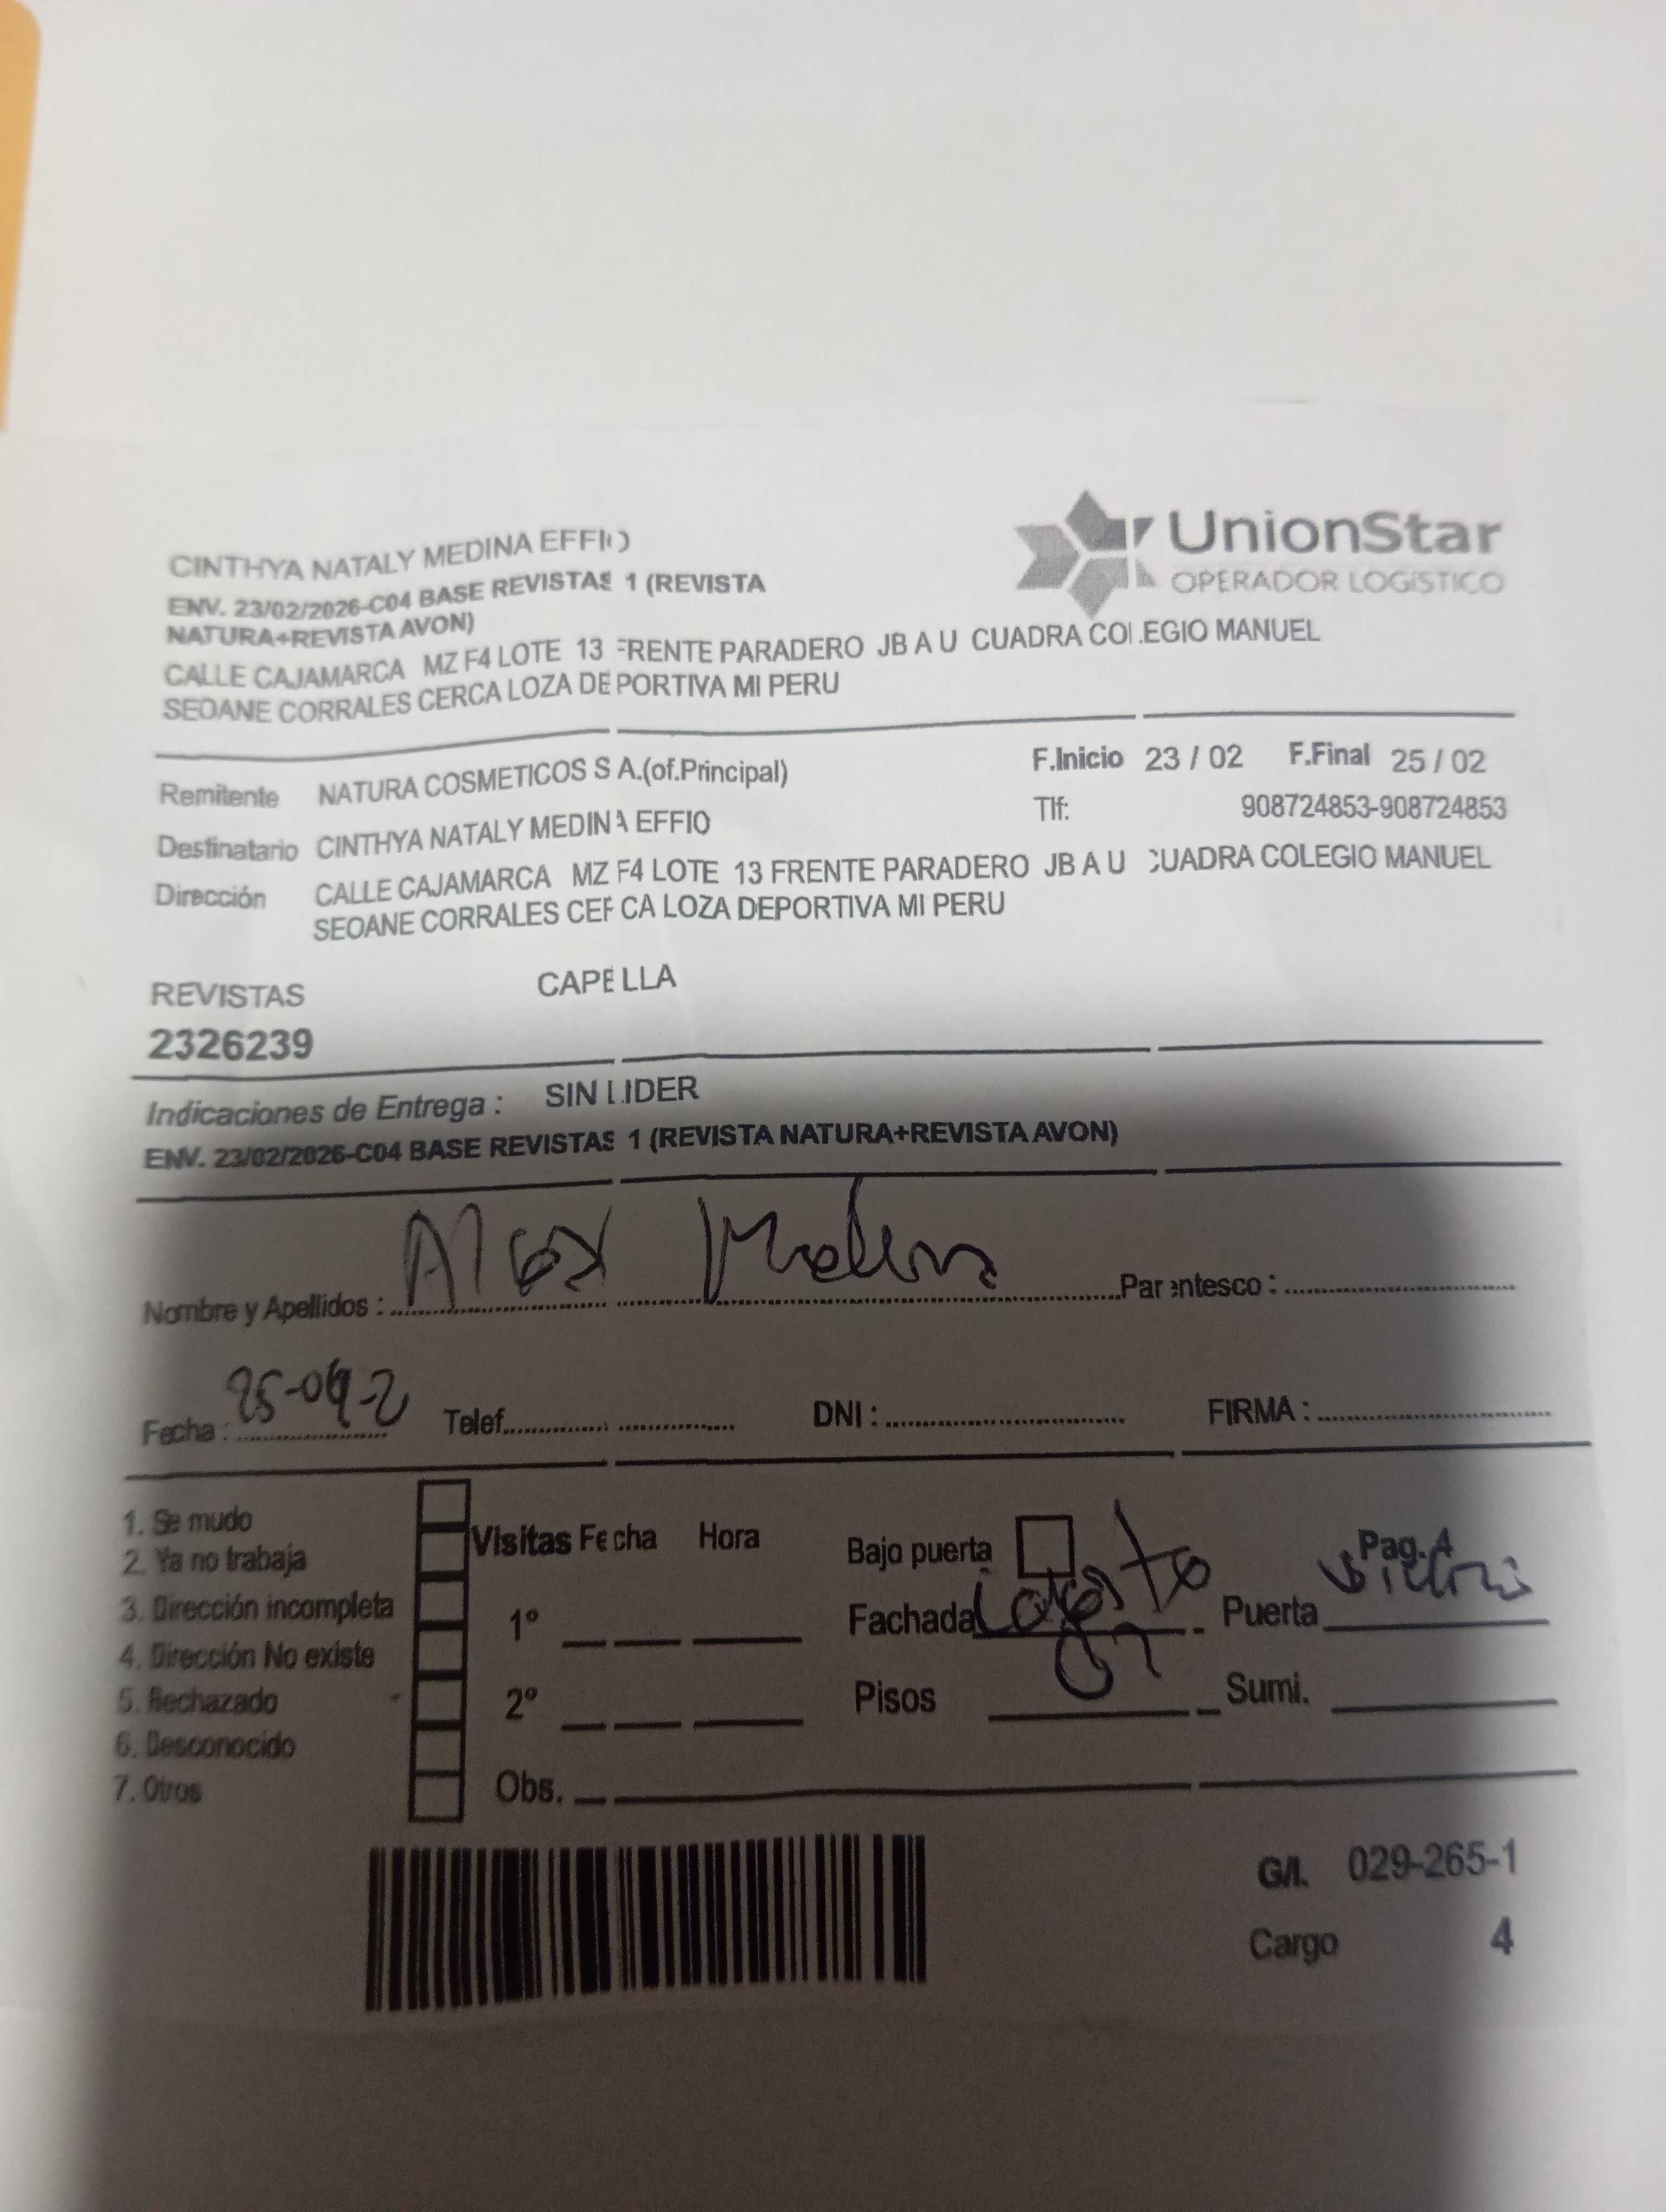 CINTHYA NATALY MEDINA EFFIO
UnionStar
OPERADOR LOGÍSTICO
ENV. 23/02/2026-C04 BASE REVISTAS 1 (REVISTA
NATURA+REVISTA AVON)
CALLE CAJAMARCA MZ F4 LOTE 13 FRENTE PARADERO JB A U CUADRA COLEGIO MANUEL
SEOANE CORRALES CERCA LOZA DEPORTIVA MI PERU
Remitente NATURA COSMETICOS S A.(of.Principal) F.Inicio 23 / 02 F.Final 25 / 02
Destinatario CINTHYA NATALY MEDINA EFFIO Tlf: 908724853-908724853
Dirección CALLE CAJAMARCA MZ F4 LOTE 13 FRENTE PARADERO JB A U CUADRA COLEGIO MANUEL
SEOANE CORRALES CERCA LOZA DEPORTIVA MI PERU
REVISTAS CAPELLA
2326239
Indicaciones de Entrega : SIN LIDER
ENV. 23/02/2026-C04 BASE REVISTAS 1 (REVISTA NATURA+REVISTA AVON)
Nombre y Apellidos : Alex Parentesco :
Fecha : Telef. DNI : FIRMA :
1. Se mudo
2. Ya no trabaja
3. Dirección incompleta
4. Dirección No existe
5. Rechazado
6. Desconocido
7. Otros
Visitas Fecha Hora
1º
2º
Obs.
Bajo puerta Pag. 4
Fachada Puerta
Pisos Sumi.
G/I. 029-265-1
Cargo 4